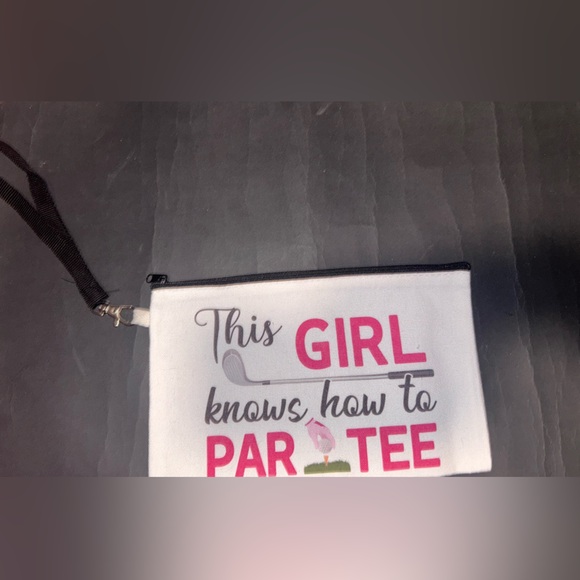 This GIRL
knows how to
PAR TEE